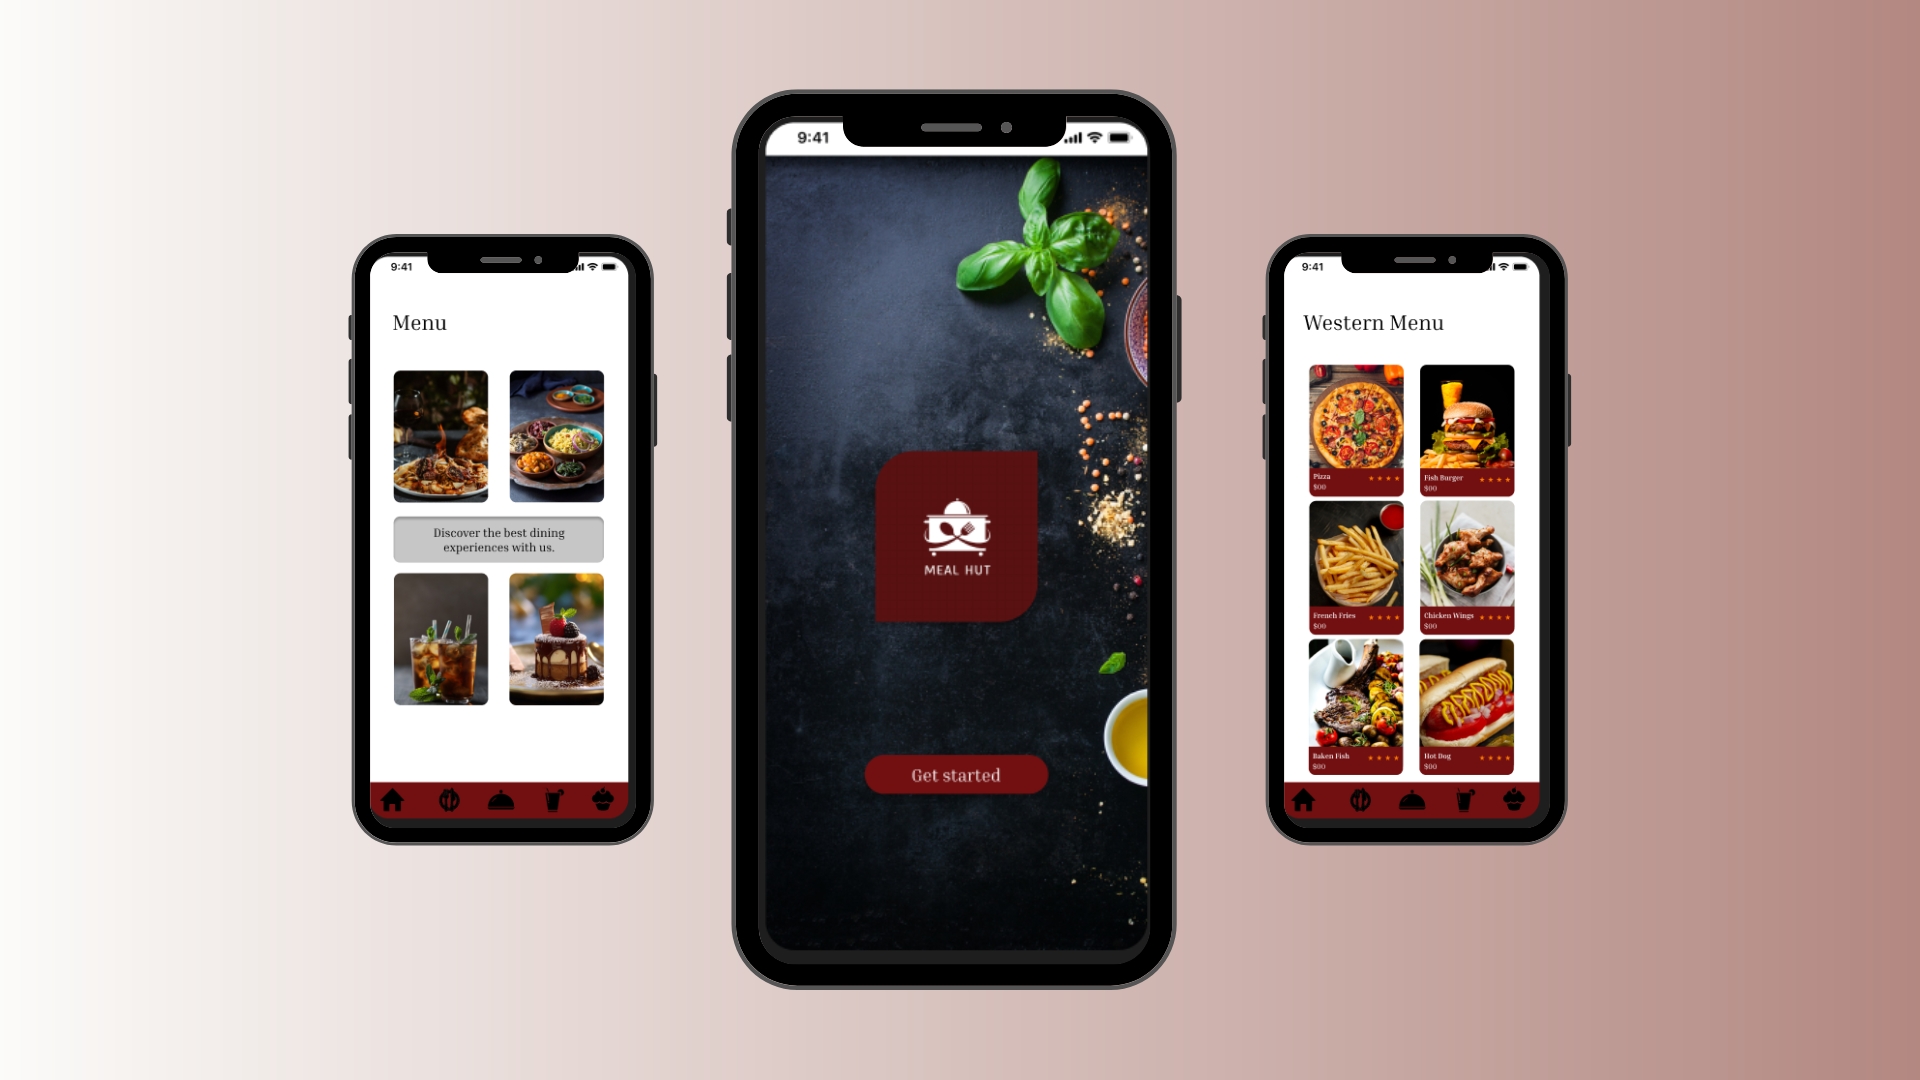 9:41
Menu
Discover the best dining
experiences with us.
9:41
MEAL HUT
Get started
9:41
Western Menu
Pizza
$00
Fish Burger
$00
French Fries
$00
Chicken Wings
$00
Baken Fish
$00
Hot Dog
$00